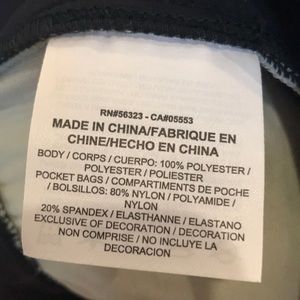 RN#56323 - CA#05553
MADE IN CHINA/FABRIQUE EN
CHINE/HECHO EN CHINA
BODY / CORPS / CUERPO: 100% POLYESTER /
POLYESTER / POLIESTER
POCKET BAGS / COMPARTIMENTS DE POCHE
/ BOLSILLOS: 80% NYLON / POLYAMIDE /
NYLON
20% SPANDEX / ELASTHANNE / ELASTANO
EXCLUSIVE OF DECORATION / DECORATION
NON COMPRISE / NO INCLUYE LA
DECORACION